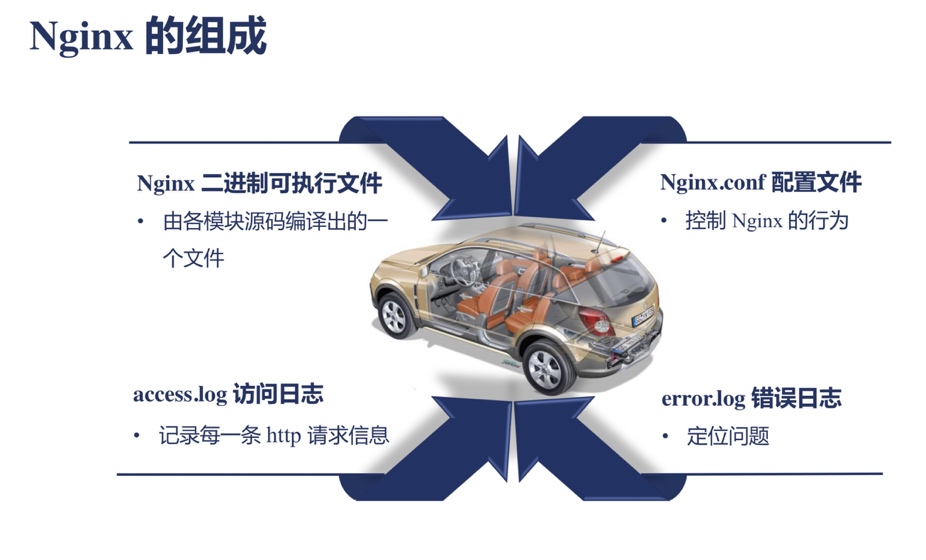 Nginx 的组成
Nginx 二进制可执行文件
• 由各模块源码编译出的一
个文件
Nginx.conf 配置文件
• 控制 Nginx 的行为
access.log 访问日志
• 记录每一条 http 请求信息
error.log 错误日志
• 定位问题